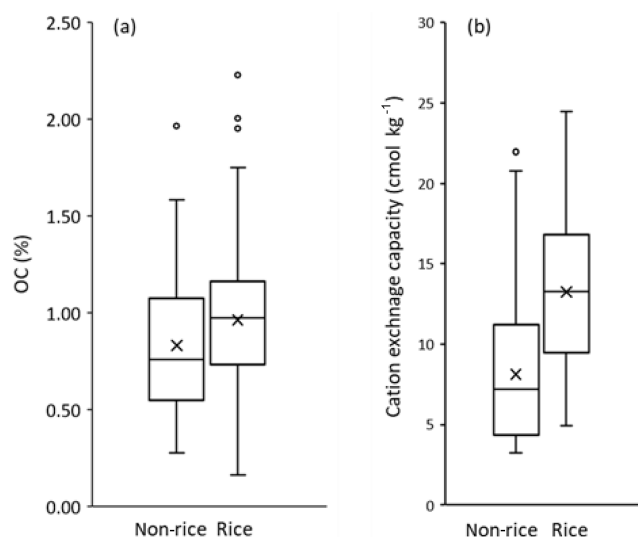 (a)
2.50
2.00
1.50
1.00
0.50
0.00
OC (%)
Non-rice Rice
(b)
30
25
20
15
10
5
0
Cation exchnage capacity (cmol kg⁻¹)
Non-rice Rice